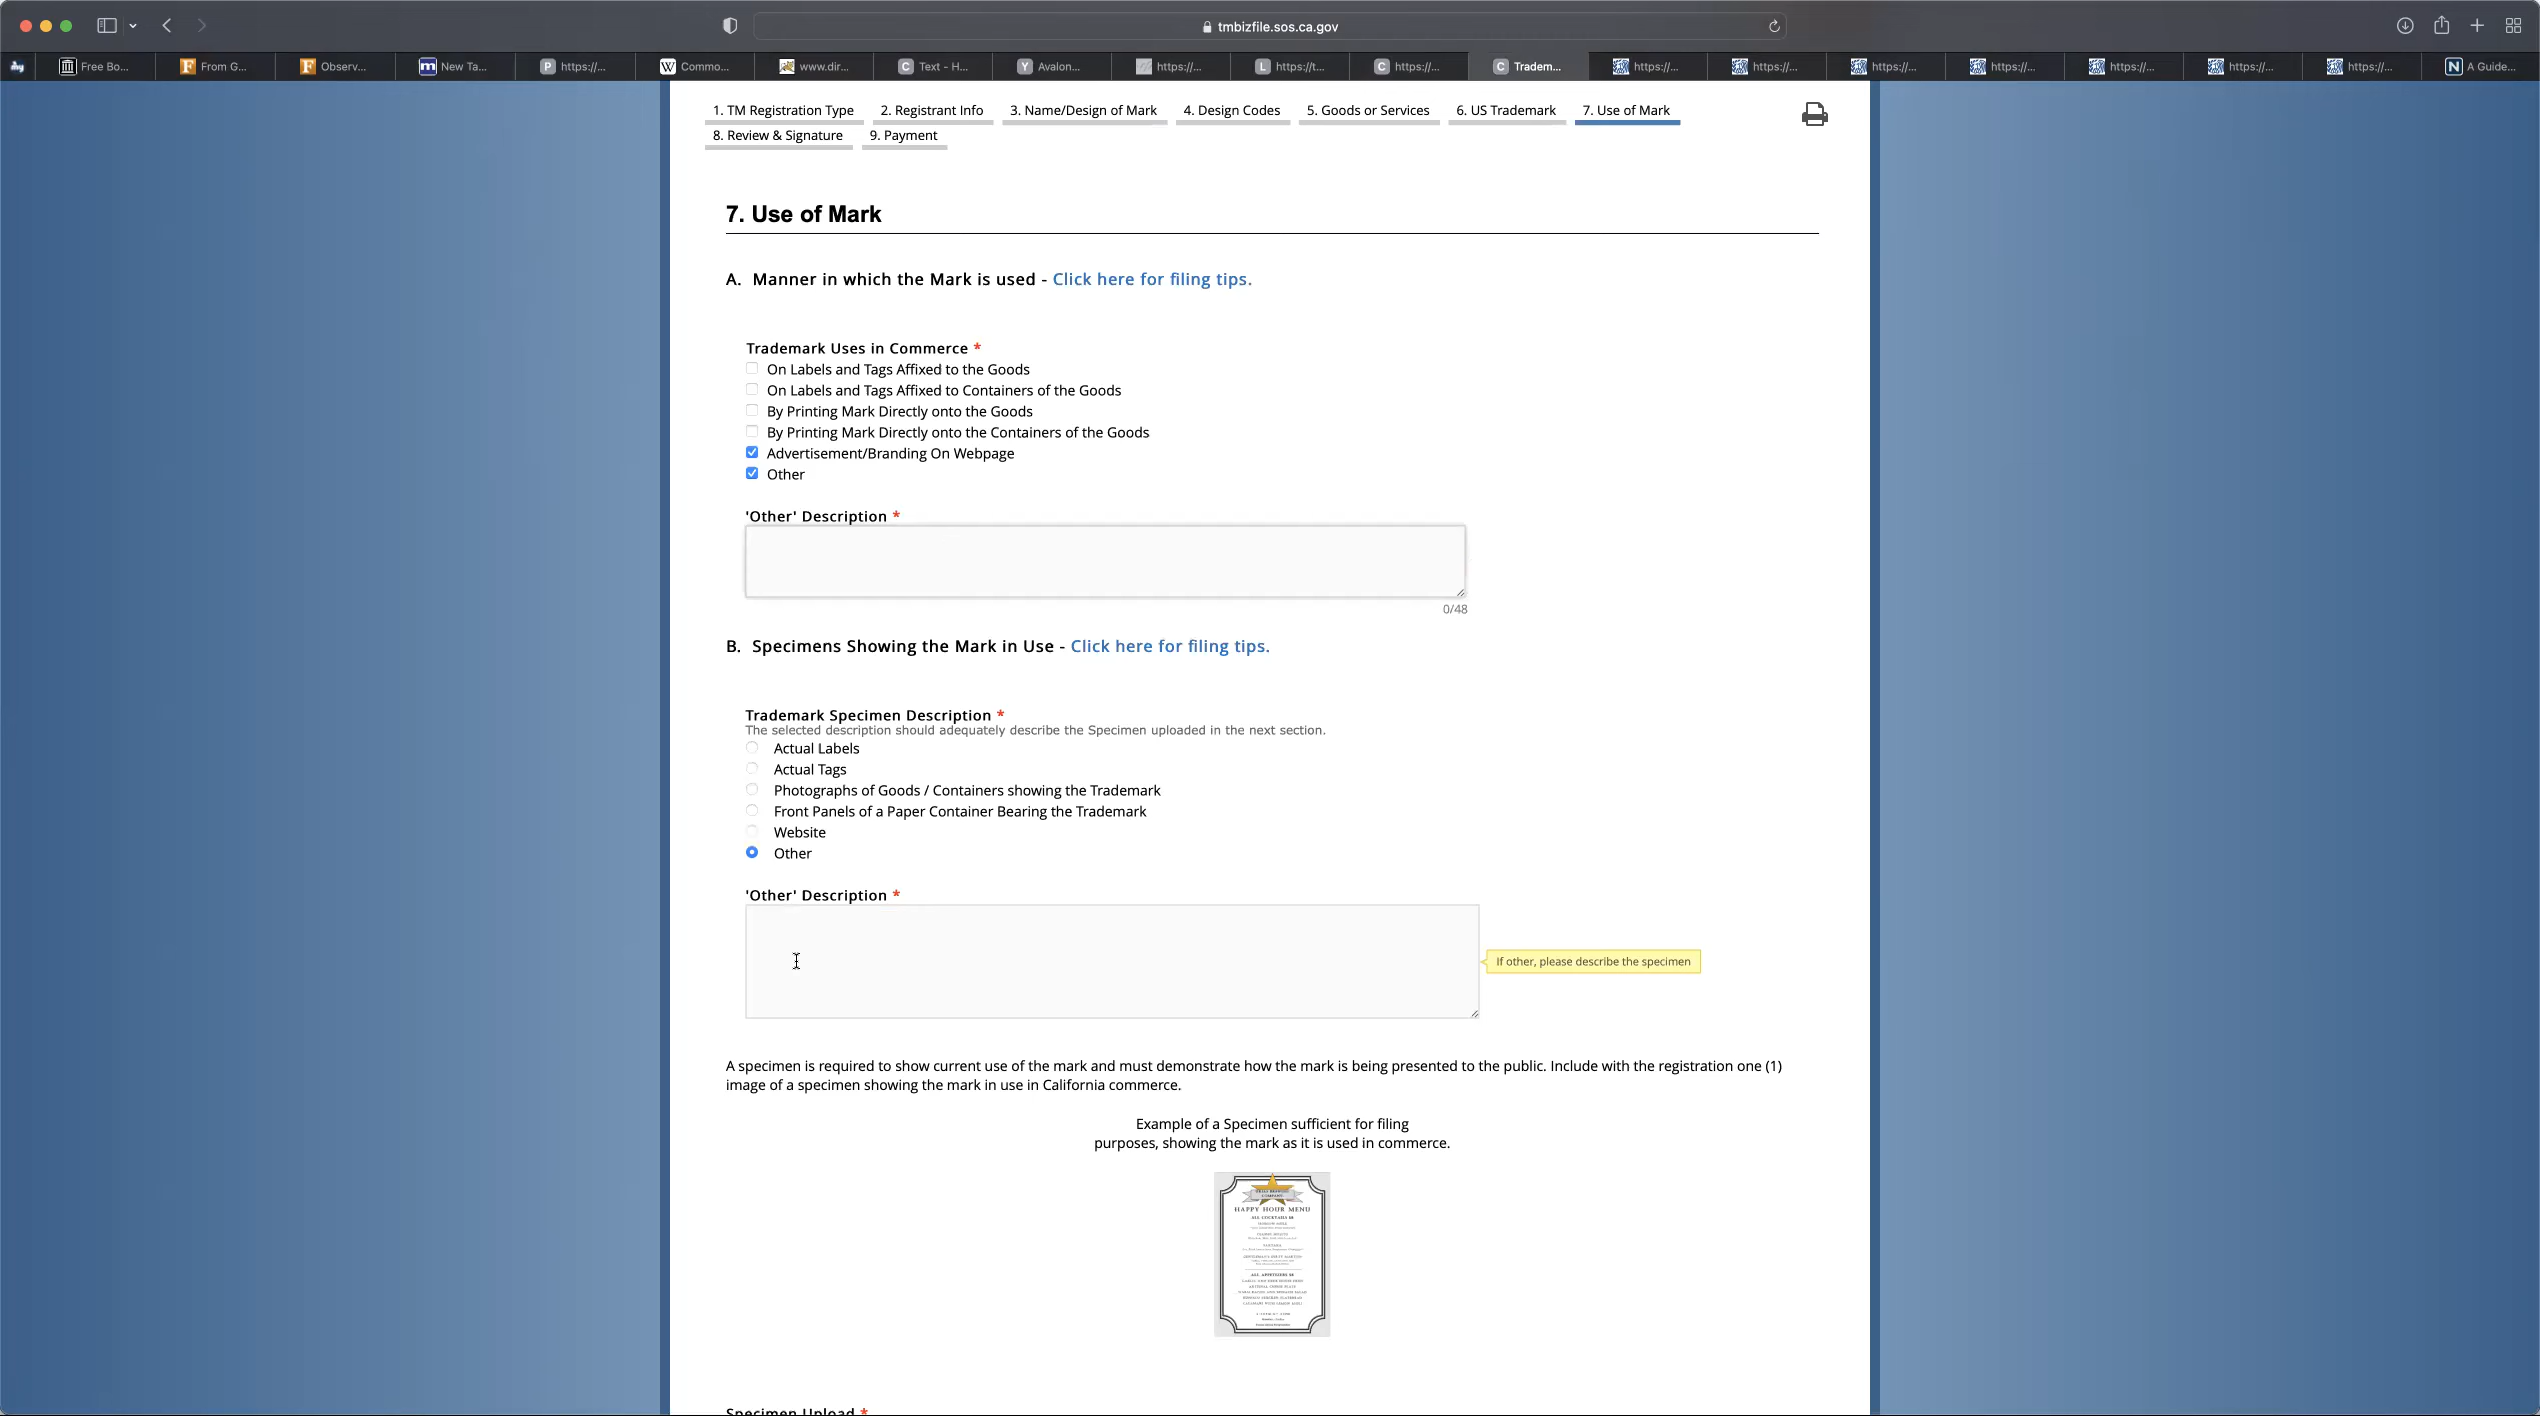 tmbizfile.sos.ca.gov
my
Free Bo...
From G...
Observ...
New Ta...
https://...
Commo...
www.dir...
Text - H...
Avalon...
https://...
https://t...
https://...
Tradem...
https://...
https://...
https://...
https://...
https://...
https://...
https://...
A Guide...
1. TM Registration Type
2. Registrant Info
3. Name/Design of Mark
4. Design Codes
5. Goods or Services
6. US Trademark
7. Use of Mark
8. Review & Signature
9. Payment
7. Use of Mark
A. Manner in which the Mark is used - Click here for filing tips.
Trademark Uses in Commerce *
On Labels and Tags Affixed to the Goods
On Labels and Tags Affixed to Containers of the Goods
By Printing Mark Directly onto the Goods
By Printing Mark Directly onto the Containers of the Goods
Advertisement/Branding On Webpage
Other
'Other' Description *
0/48
B. Specimens Showing the Mark in Use - Click here for filing tips.
Trademark Specimen Description *
The selected description should adequately describe the Specimen uploaded in the next section.
Actual Labels
Actual Tags
Photographs of Goods / Containers showing the Trademark
Front Panels of a Paper Container Bearing the Trademark
Website
Other
'Other' Description *
If other, please describe the specimen
A specimen is required to show current use of the mark and must demonstrate how the mark is being presented to the public. Include with the registration one (1)
image of a specimen showing the mark in use in California commerce.
Example of a Specimen sufficient for filing
purposes, showing the mark as it is used in commerce.
COMPANY
HAPPY HOUR MENU
Specimen Upload *